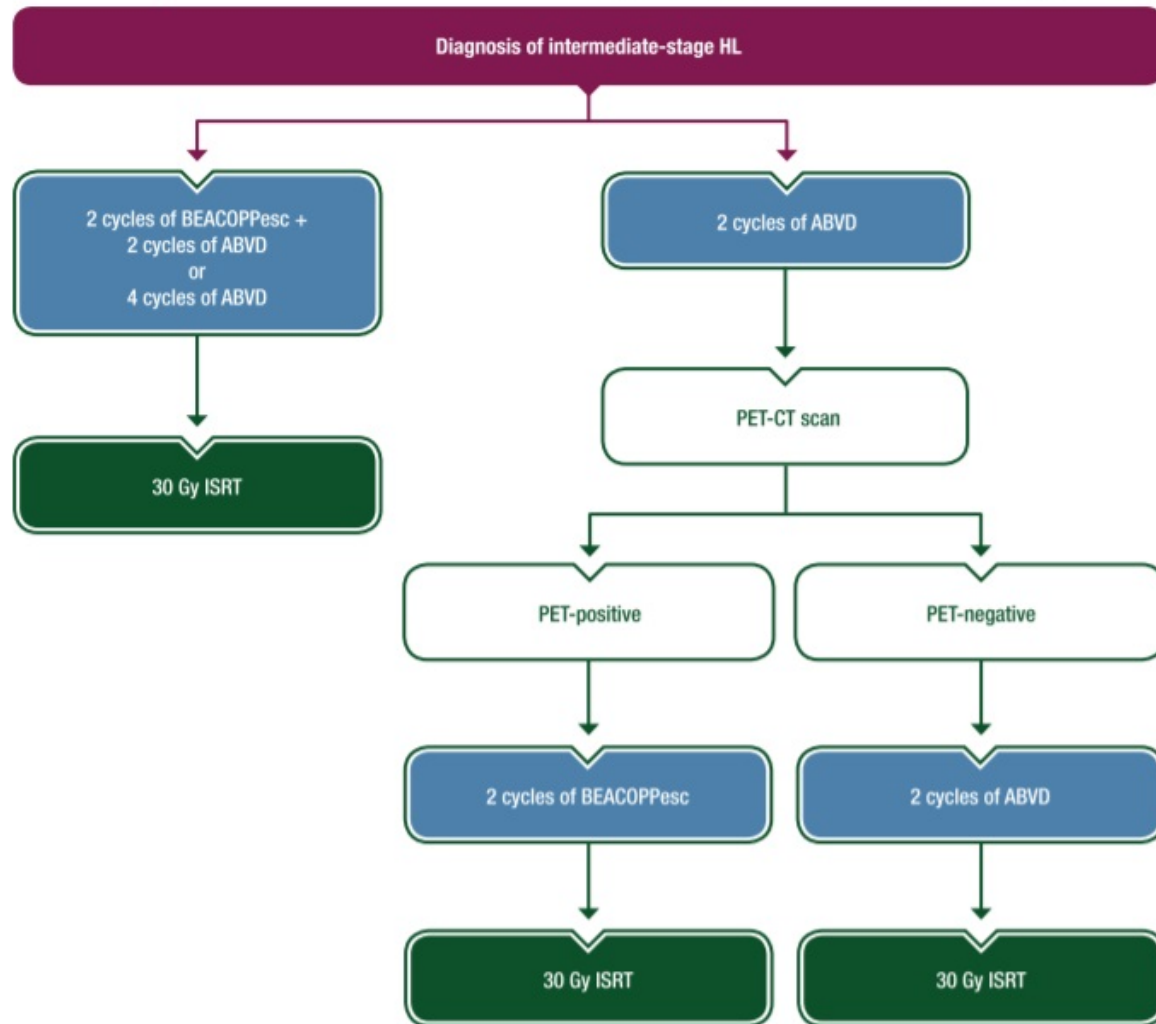 Diagnosis of intermediate-stage HL
2 cycles of BEACOPPesc +
2 cycles of ABVD
or
4 cycles of ABVD
30 Gy ISRT
2 cycles of ABVD
PET-CT scan
PET-positive
PET-negative
2 cycles of BEACOPPesc
2 cycles of ABVD
30 Gy ISRT
30 Gy ISRT